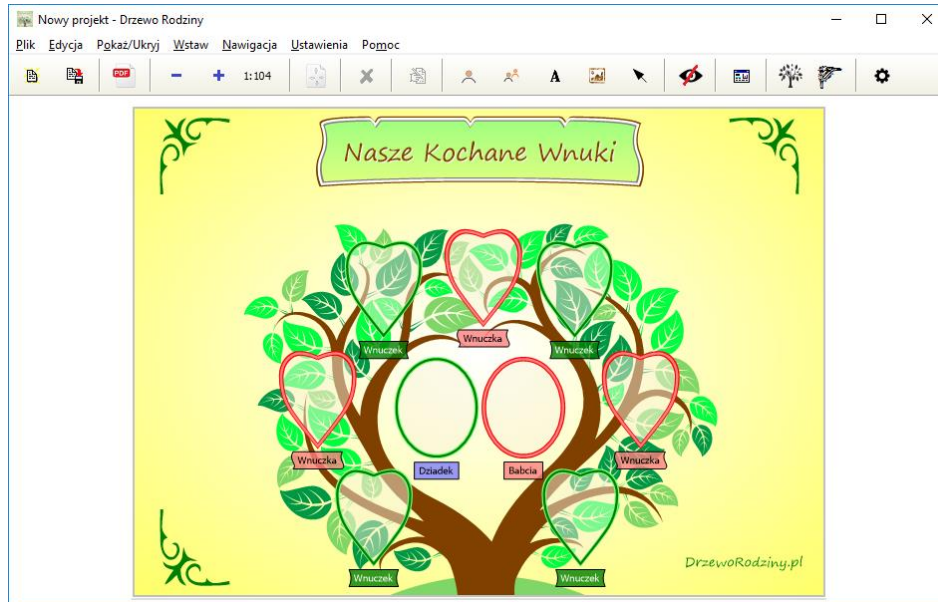 Nowy projekt - Drzewo Rodziny
Plik Edycja Pokaż/Ukryj Wstaw Nawigacja Ustawienia Pomoc
PDF 1:104 A
Nasze Kochane Wnuki
Wnuczka
Wnuczek Wnuczek
Wnuczka Wnuczka
Dziadek Babcia
DrzewoRodziny.pl
Wnuczek Wnuczek